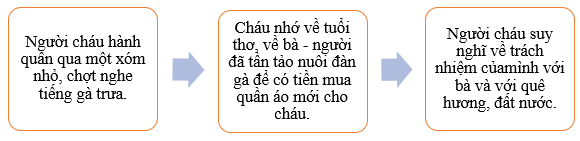 Người cháu hành
quân qua một xóm
nhỏ, chợt nghe
tiếng gà trưa.
Cháu nhớ về tuổi
thơ, về bà - người
đã tần tảo nuôi đàn
gà để có tiền mua
quần áo mới cho
cháu.
Người cháu suy
nghĩ về trách
nhiệm củamình với
bà và với quê
hương, đất nước.